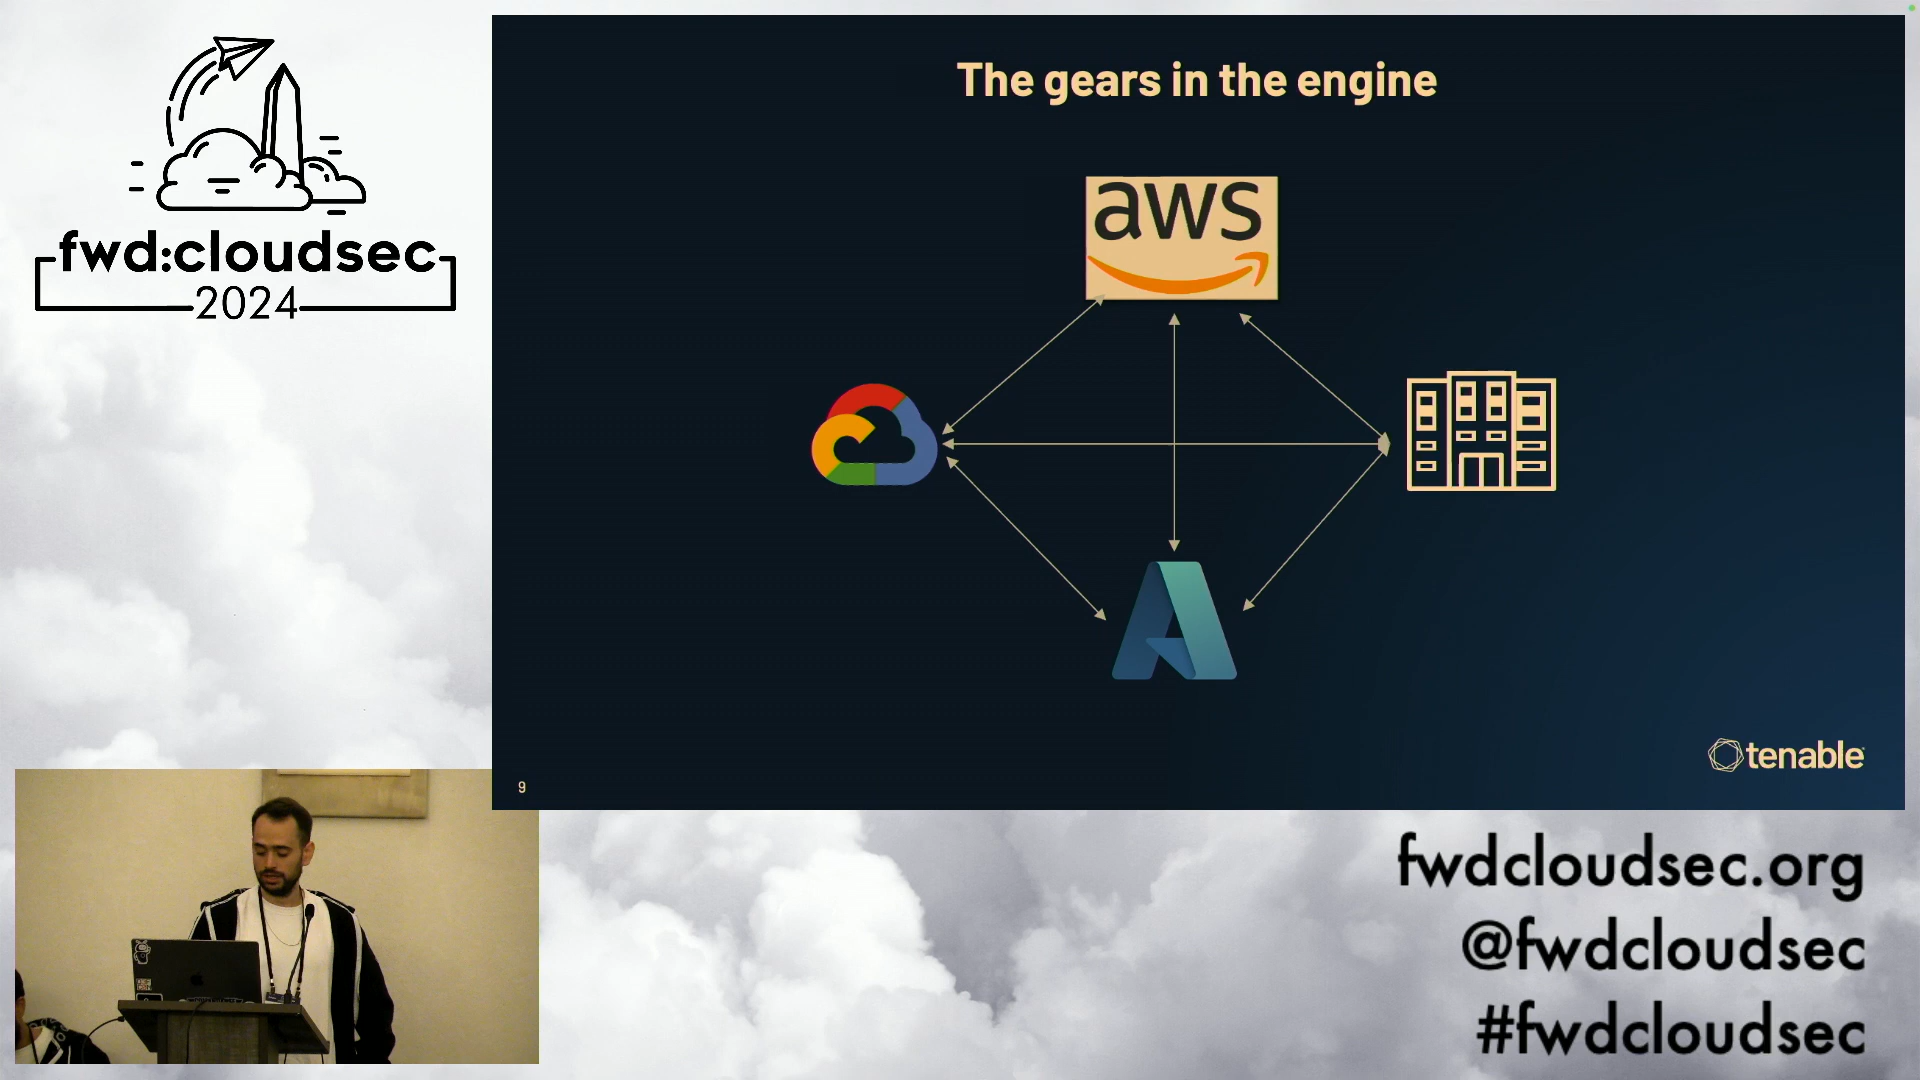 fwd:cloudsec
2024
The gears in the engine
aws
tenable
9
fwdcloudsec.org
@fwdcloudsec
#fwdcloudsec